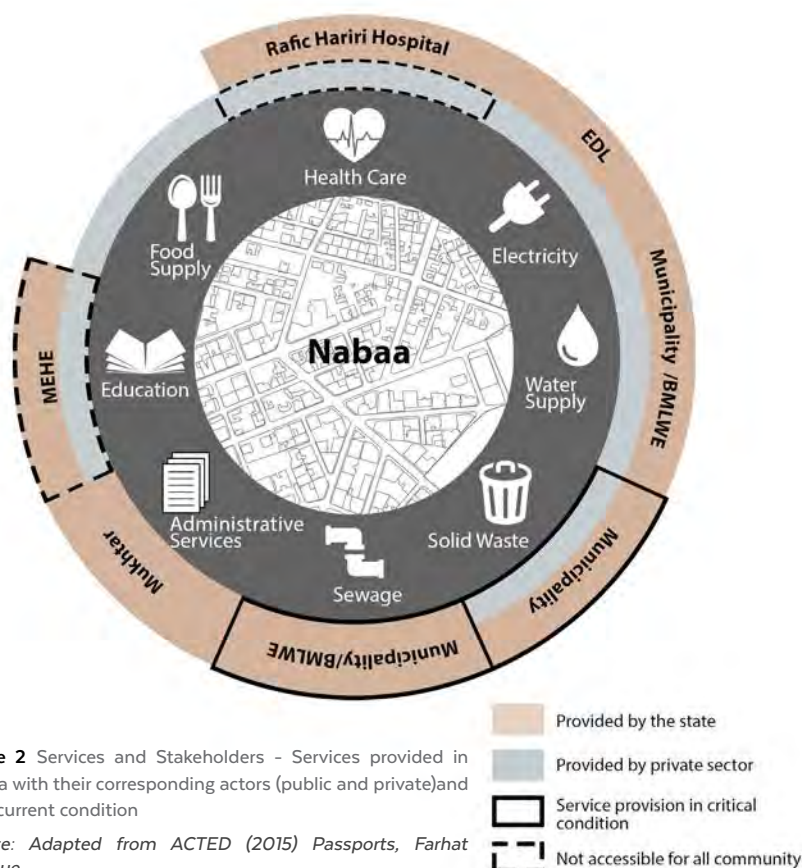 Rafic Hariri Hospital
EDL
Municipality /BMLWE
Municipality
Municipality/BMLWE
Mukhtar
MEHE
Health Care
Electricity
Water
Supply
Solid Waste
Sewage
Administrative
Services
Education
Food
Supply
Nabaa
Provided by the state
Provided by private sector
Service provision in critical
condition
Not accessible for all community
2 Services and Stakeholders - Services provided in
with their corresponding actors (public and private)and
current condition
Adapted from ACTED (2015) Passports, Farhat